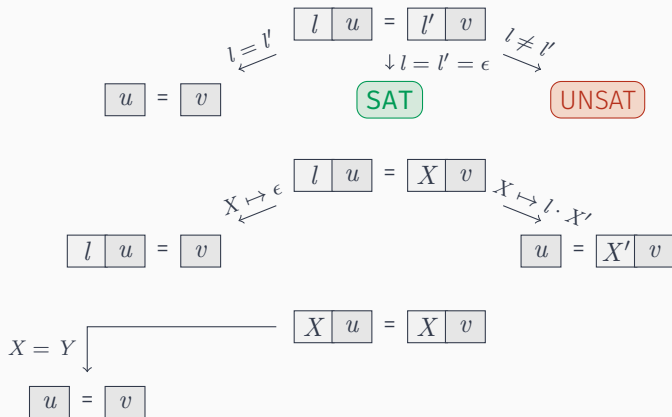 l u = l′ v
l = l′
↓ l = l′ = ϵ
l ≠ l′
u = v
SAT
UNSAT
l u = X v
X ↦ ϵ
X ↦ l · X′
l u = v
u = X′ v
X u = X v
X = Y
u = v